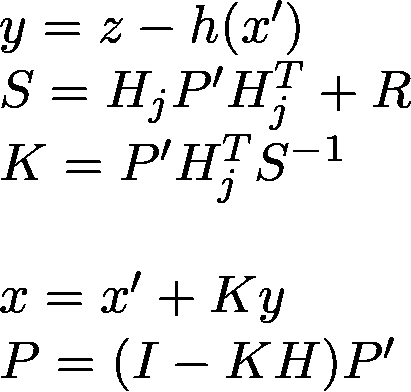 y = z − h(x′)
S = H_j P′ H_j^T + R
K = P′ H_j^T S^{−1}
x = x′ + Ky
P = (I − KH)P′